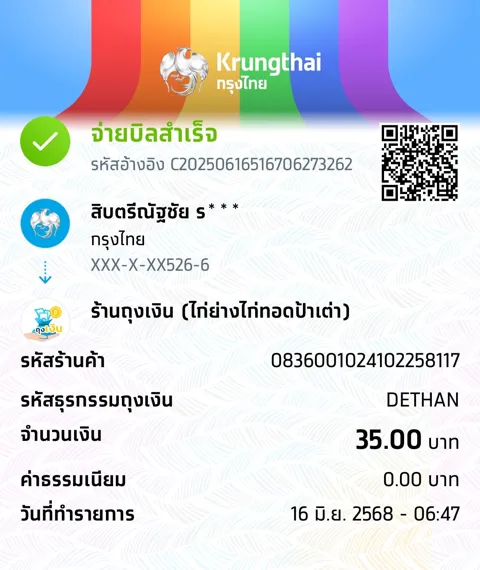 Krungthai
กรุงไทย
จ่ายบิลสำเร็จ
รหัสอ้างอิง C20250616516706273262
สิบตรีณัฐชัย ร***
กรุงไทย
XXX-X-XX526-6
ถุงเงิน
ร้านถุงเงิน (ไก่ย่างไก่ทอดป้าเต่า)
รหัสร้านค้า 0836001024102258117
รหัสธุรกรรมถุงเงิน DETHAN
จำนวนเงิน 35.00 บาท
ค่าธรรมเนียม 0.00 บาท
วันที่ทำรายการ 16 มิ.ย. 2568 - 06:47